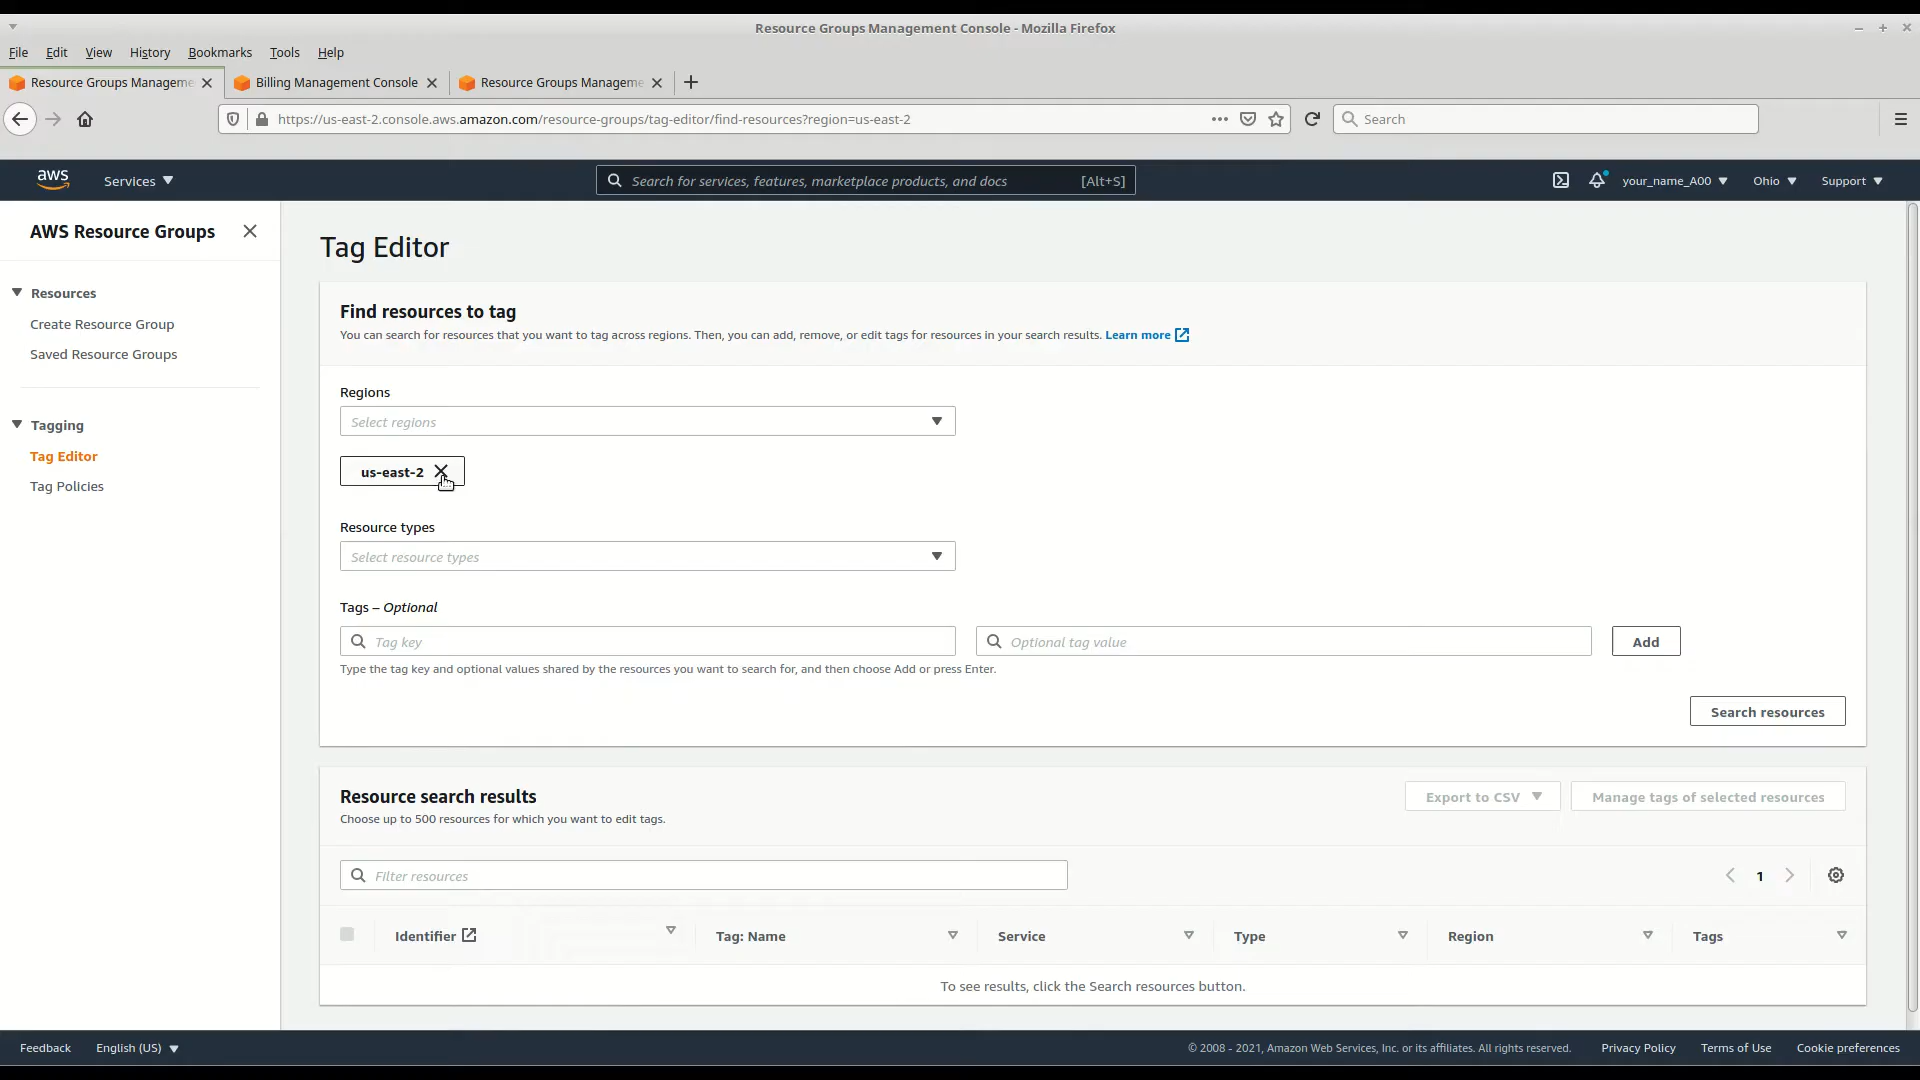 Resource Groups Management Console - Mozilla Firefox
File Edit View History Bookmarks Tools Help
Resource Groups Manageme
Billing Management Console
Resource Groups Manageme
https://us-east-2.console.aws.amazon.com/resource-groups/tag-editor/find-resources?region=us-east-2
Search
aws
Services
Search for services, features, marketplace products, and docs [Alt+S]
your_name_A00
Ohio
Support
AWS Resource Groups
Resources
Create Resource Group
Saved Resource Groups
Tagging
Tag Editor
Tag Policies
Tag Editor
Find resources to tag
You can search for resources that you want to tag across regions. Then, you can add, remove, or edit tags for resources in your search results. Learn more
Regions
Select regions
us-east-2
Resource types
Select resource types
Tags – Optional
Tag key
Optional tag value
Add
Type the tag key and optional values shared by the resources you want to search for, and then choose Add or press Enter.
Search resources
Resource search results
Choose up to 500 resources for which you want to edit tags.
Export to CSV
Manage tags of selected resources
Filter resources
1
Identifier Tag: Name Service Type Region Tags
To see results, click the Search resources button.
Feedback English (US)
© 2008 - 2021, Amazon Web Services, Inc. or its affiliates. All rights reserved. Privacy Policy Terms of Use Cookie preferences